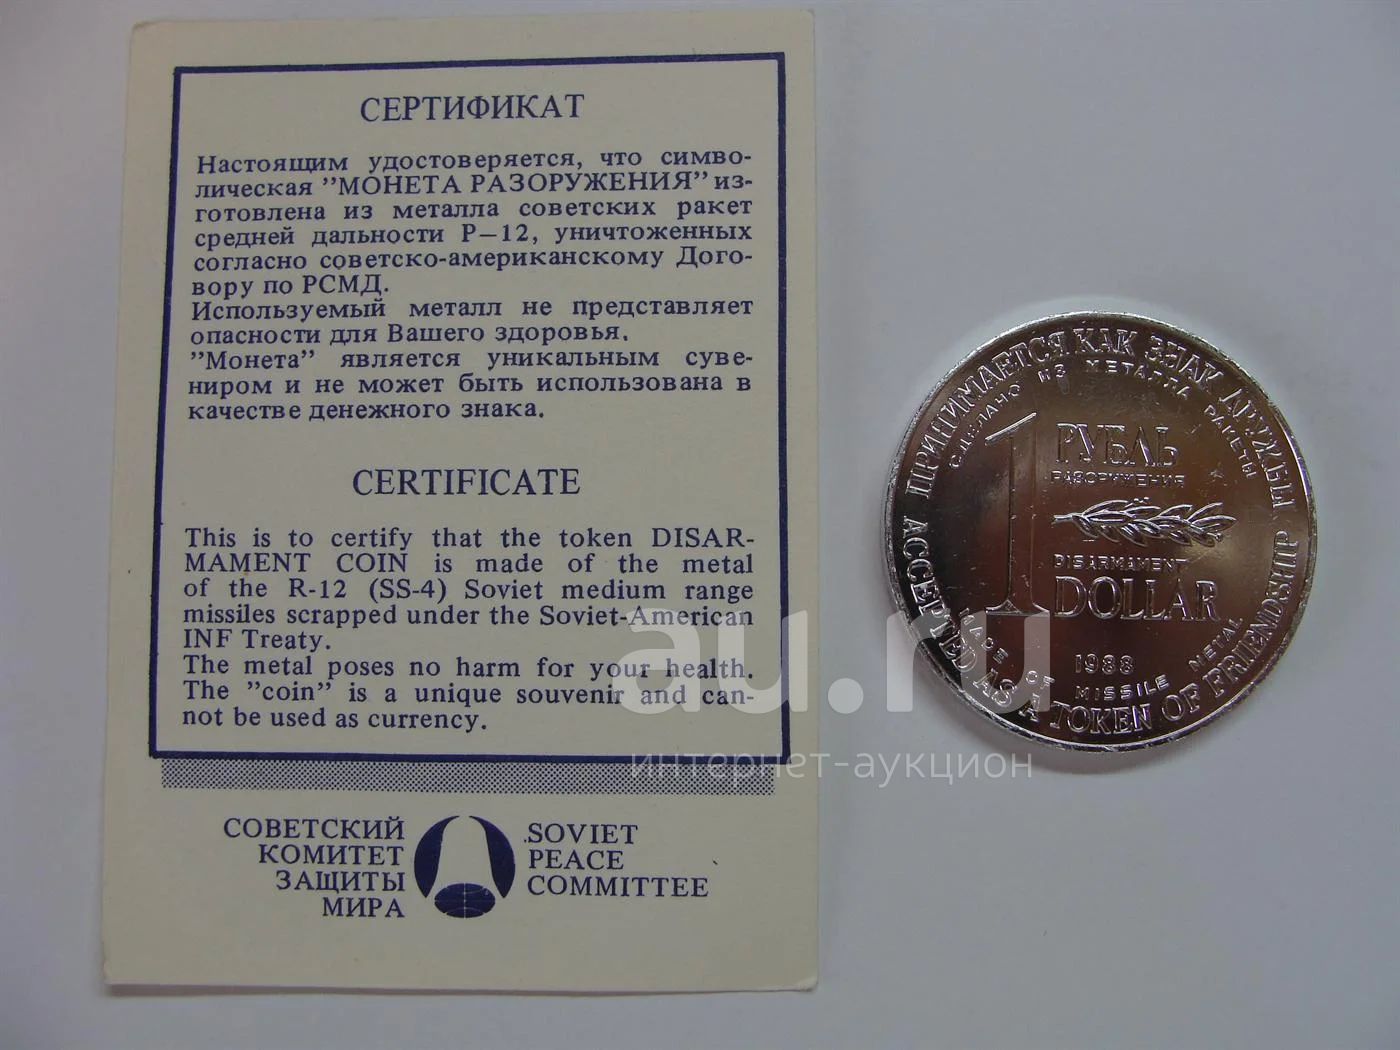 СЕРТИФИКАТ
Настоящим удостоверяется, что симво-
лическая "МОНЕТА РАЗОРУЖЕНИЯ" из-
готовлена из металла советских ракет
средней дальности Р—12, уничтоженных
согласно советско-американскому Дого-
вору по РСМД.
Используемый металл не представляет
опасности для Вашего здоровья.
"Монета" является уникальным суве-
ниром и не может быть использована в
качестве денежного знака.
CERTIFICATE
This is to certify that the token DISAR-
MAMENT COIN is made of the metal
of the R-12 (SS-4) Soviet medium range
missiles scrapped under the Soviet-American
INF Treaty.
The metal poses no harm for your health.
The "coin" is a unique souvenir and can-
not be used as currency.
СОВЕТСКИЙ
КОМИТЕТ
ЗАЩИТЫ
МИРА
SOVIET
PEACE
COMMITTEE
ПРИНИМАЕТСЯ КАК ЗНАК ДРУЖБЫ
СДЕЛАНО ИЗ МЕТАЛЛА РАКЕТЫ
1
РУБЛЬ
РАЗОРУЖЕНИЯ
DISARMAMENT
DOLLAR
1988
MADE OF MISSILE METAL
ACCEPTED AS A TOKEN OF FRIENDSHIP
au.ru
интернет-аукцион